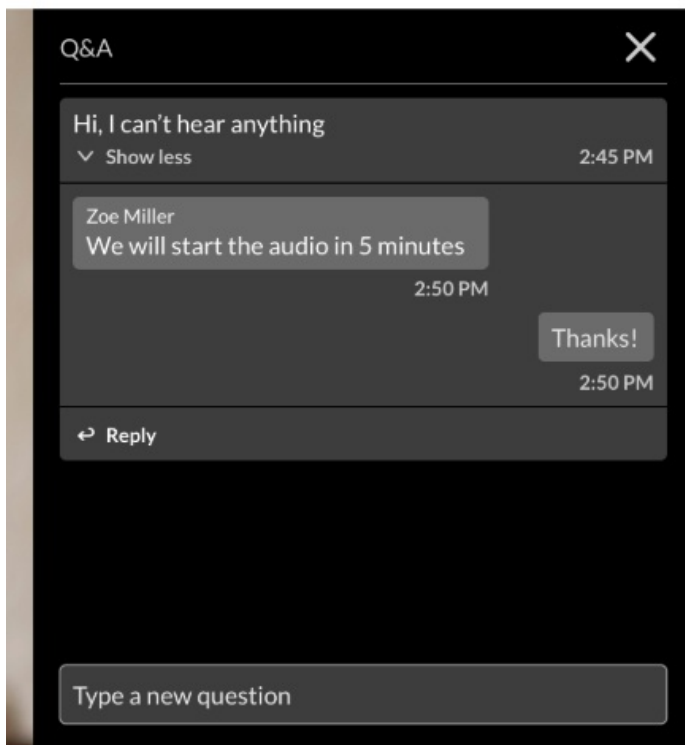 Q&A
Hi, I can’t hear anything
Show less
2:45 PM
Zoe Miller
We will start the audio in 5 minutes
2:50 PM
Thanks!
2:50 PM
Reply
Type a new question